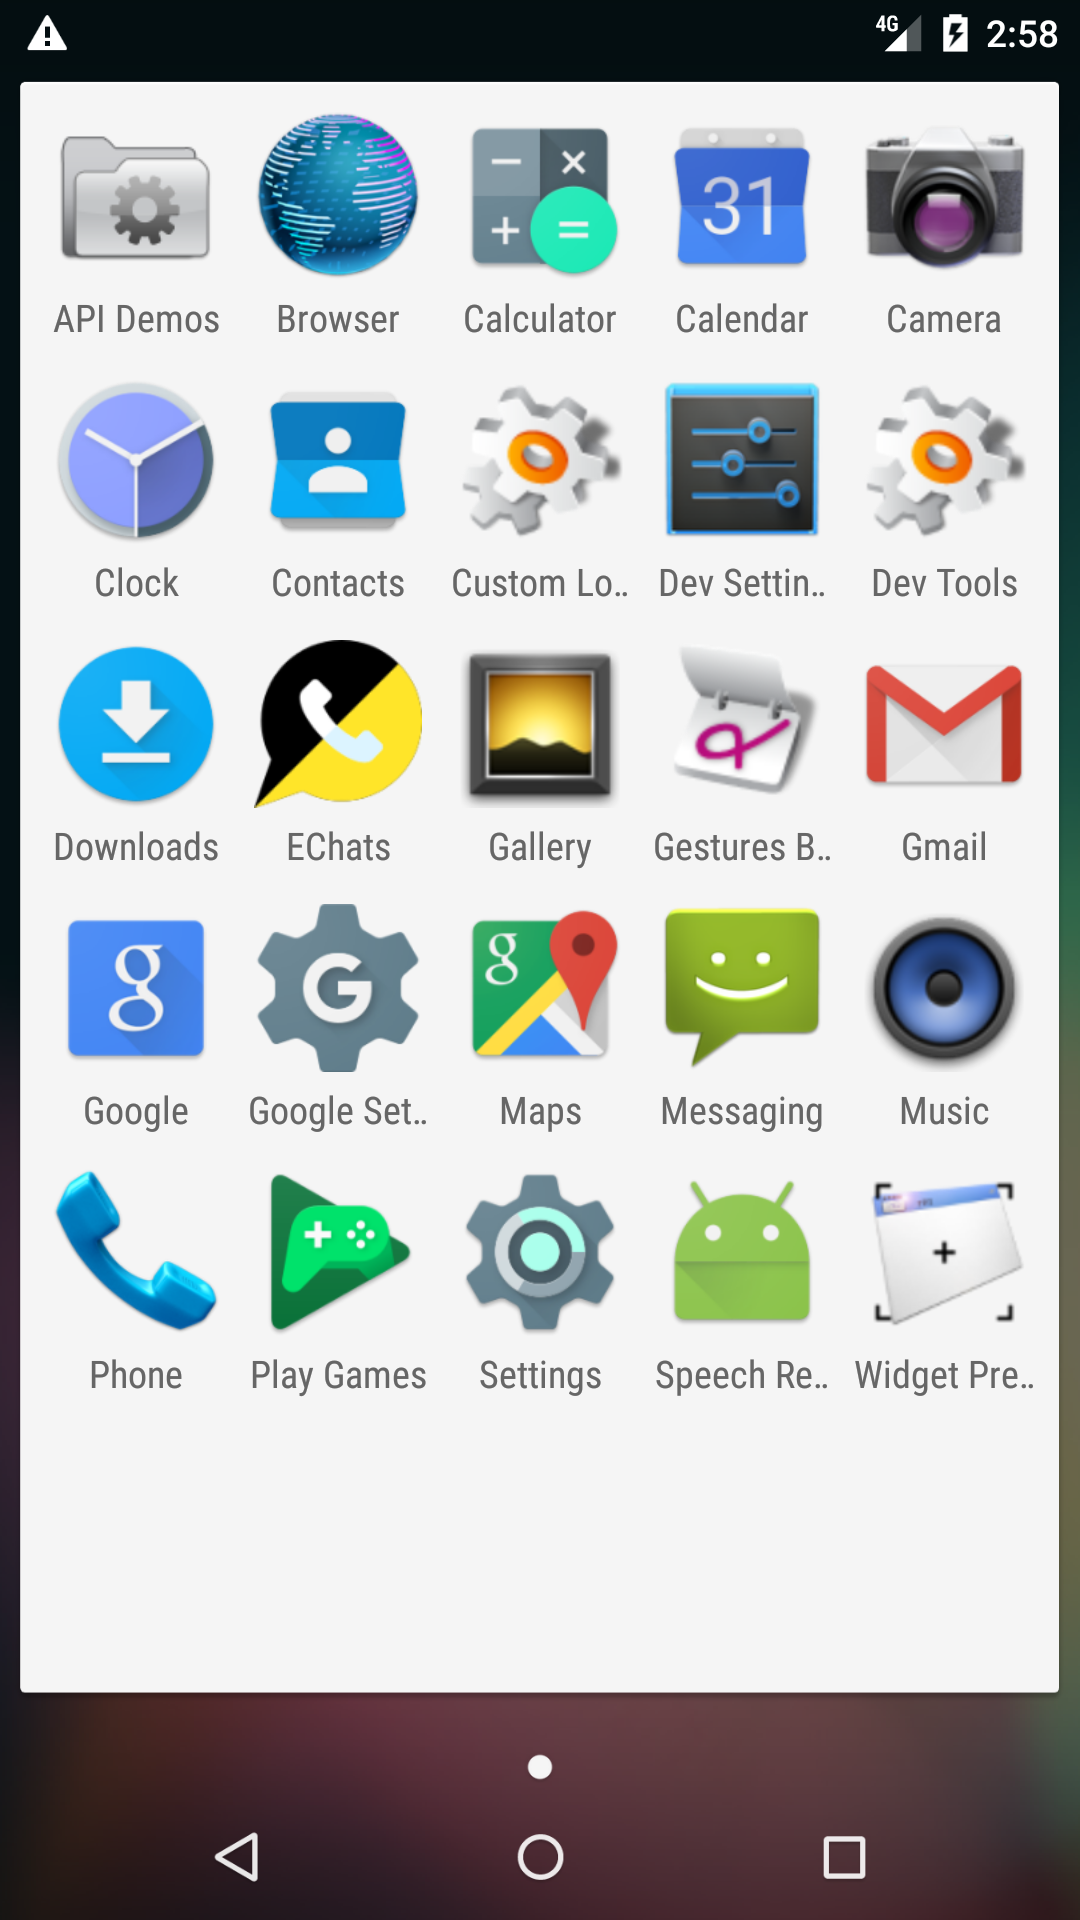 4G 2:58
31
API Demos Browser Calculator Calendar Camera
Clock Contacts Custom Lo.. Dev Settin.. Dev Tools
Downloads EChats Gallery Gestures B.. Gmail
g G g
Google Google Set.. Maps Messaging Music
Phone Play Games Settings Speech Re.. Widget Pre..